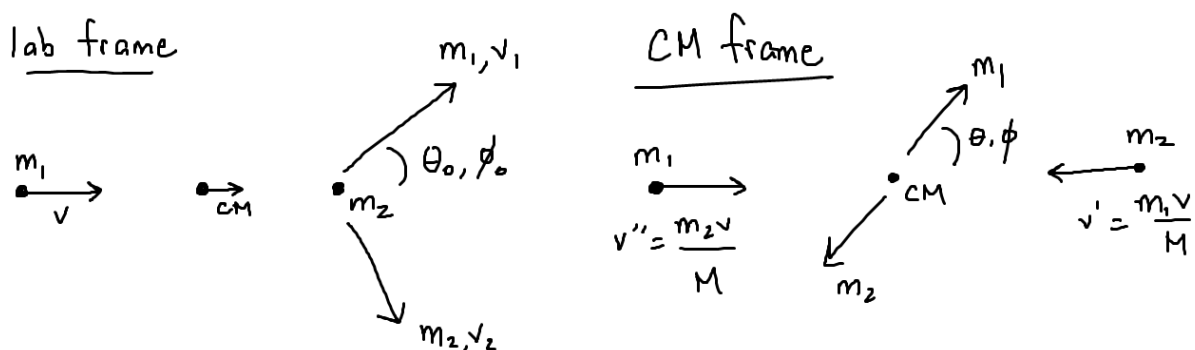 lab frame
m₁, v₁
θ₀, ϕ₀
m₁
v
CM
m₂
m₂, v₂
CM frame
m₁
θ, ϕ
m₁
m₂
CM
v'' = m₂v / M
v' = m₁v / M
m₂